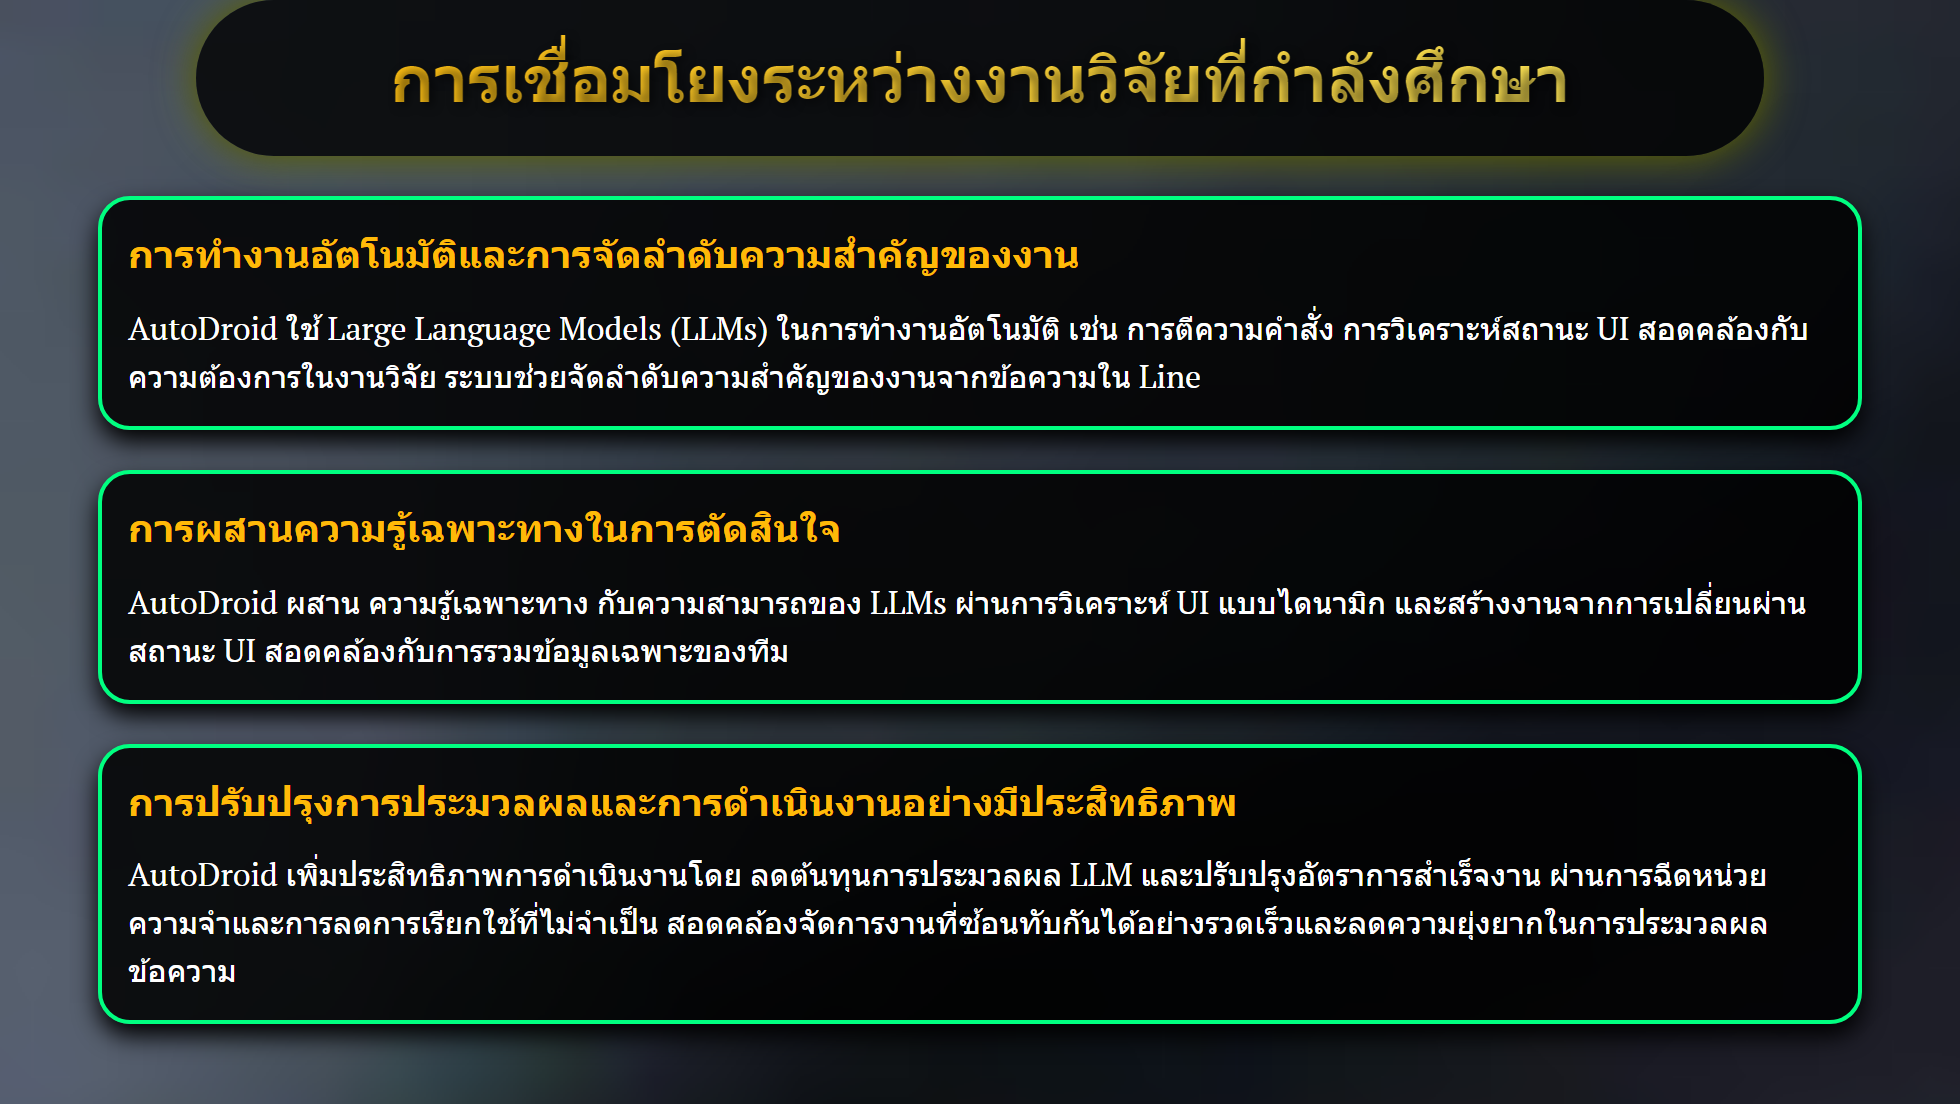 การเชื่อมโยงระหว่างงานวิจัยที่กำลังศึกษา
การทำงานอัตโนมัติและการจัดลำดับความสำคัญของงาน
AutoDroid ใช้ Large Language Models (LLMs) ในการทำงานอัตโนมัติ เช่น การตีความคำสั่ง การวิเคราะห์สถานะ UI สอดคล้องกับ
ความต้องการในงานวิจัย ระบบช่วยจัดลำดับความสำคัญของงานจากข้อความใน Line
การผสานความรู้เฉพาะทางในการตัดสินใจ
AutoDroid ผสาน ความรู้เฉพาะทาง กับความสามารถของ LLMs ผ่านการวิเคราะห์ UI แบบไดนามิก และสร้างงานจากการเปลี่ยนผ่าน
สถานะ UI สอดคล้องกับการรวมข้อมูลเฉพาะของทีม
การปรับปรุงการประมวลผลและการดำเนินงานอย่างมีประสิทธิภาพ
AutoDroid เพิ่มประสิทธิภาพการดำเนินงานโดย ลดต้นทุนการประมวลผล LLM และปรับปรุงอัตราการสำเร็จงาน ผ่านการฉีดหน่วย
ความจำและการลดการเรียกใช้ที่ไม่จำเป็น สอดคล้องจัดการงานที่ซ้อนทับกันได้อย่างรวดเร็วและลดความยุ่งยากในการประมวลผล
ข้อความ